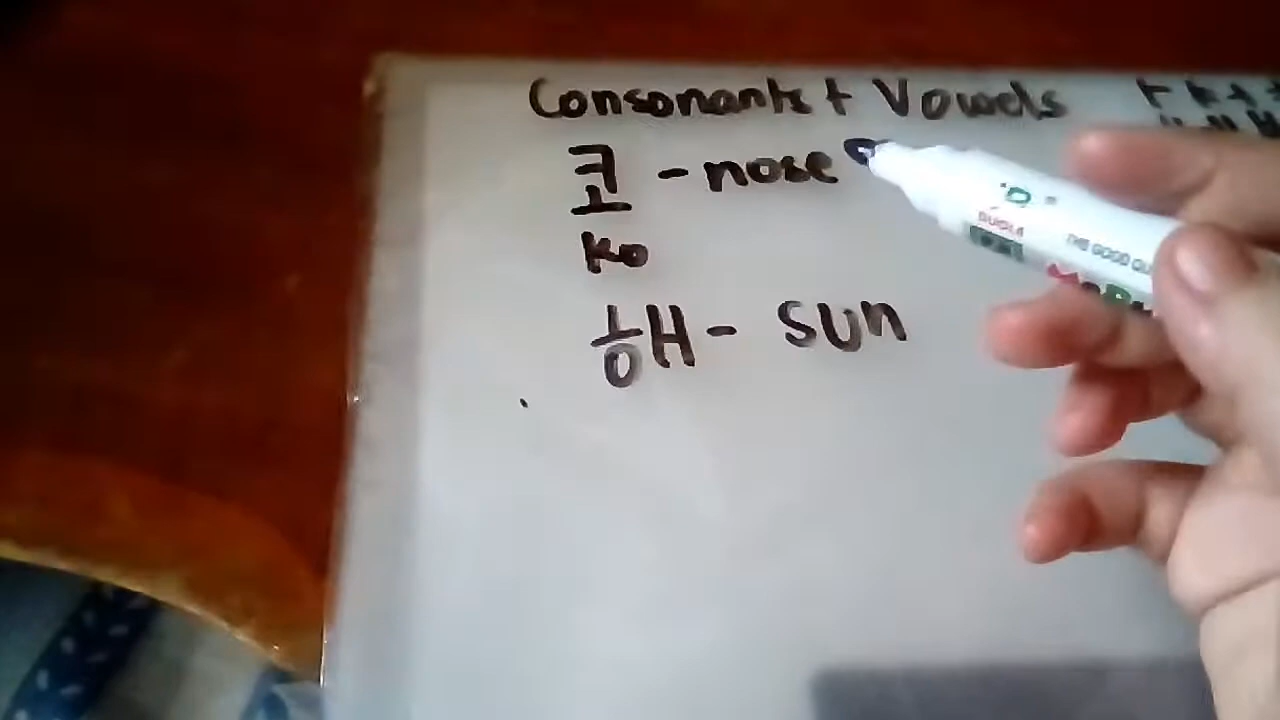 Consonants + Vowels
코 - nose
ko
해 - sun